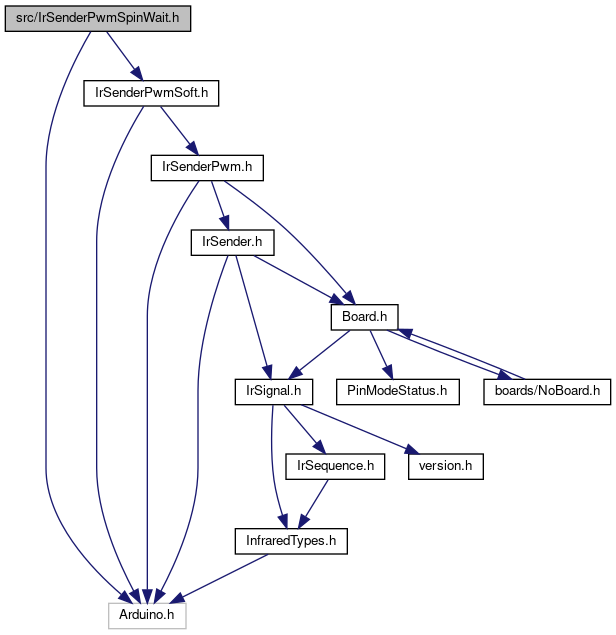 src/IrSenderPwmSpinWait.h
IrSenderPwmSoft.h
IrSenderPwm.h
IrSender.h
Board.h
IrSignal.h
PinModeStatus.h
boards/NoBoard.h
IrSequence.h
version.h
InfraredTypes.h
Arduino.h